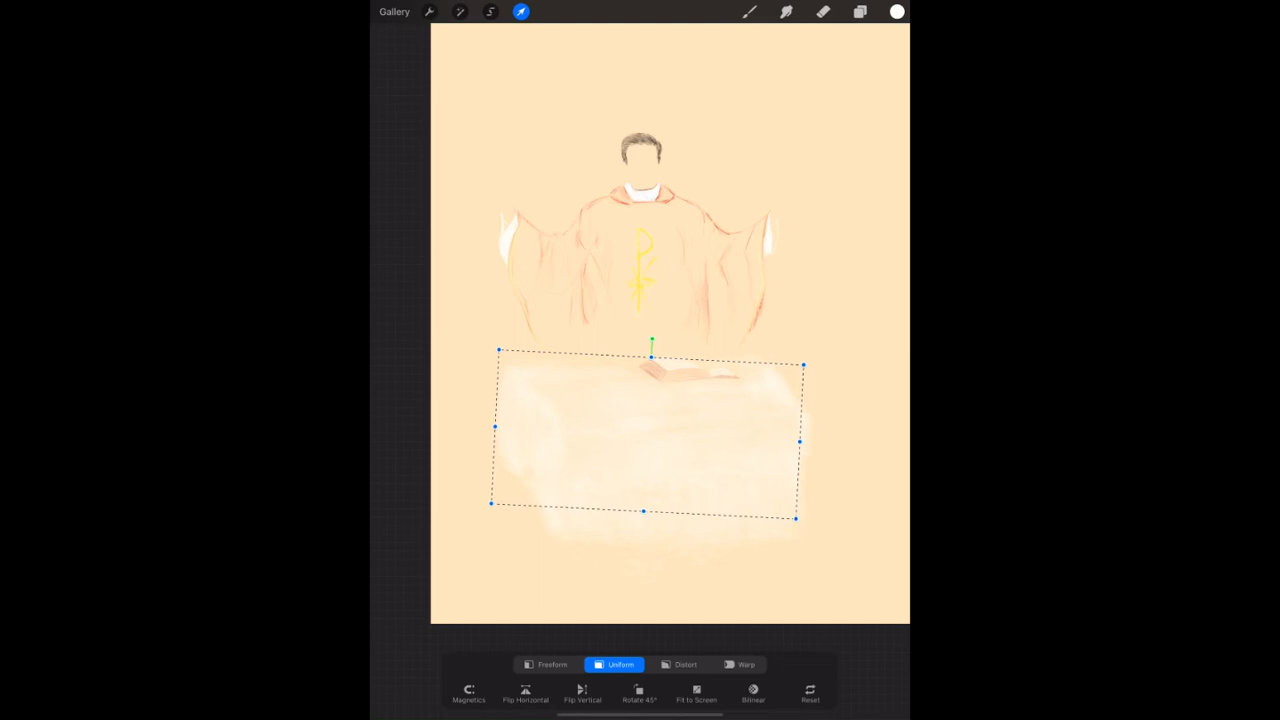 Gallery
Freeform Uniform Distort Warp
Magnetics Flip Horizontal Flip Vertical Rotate 45° Fit to Screen Bilinear Reset